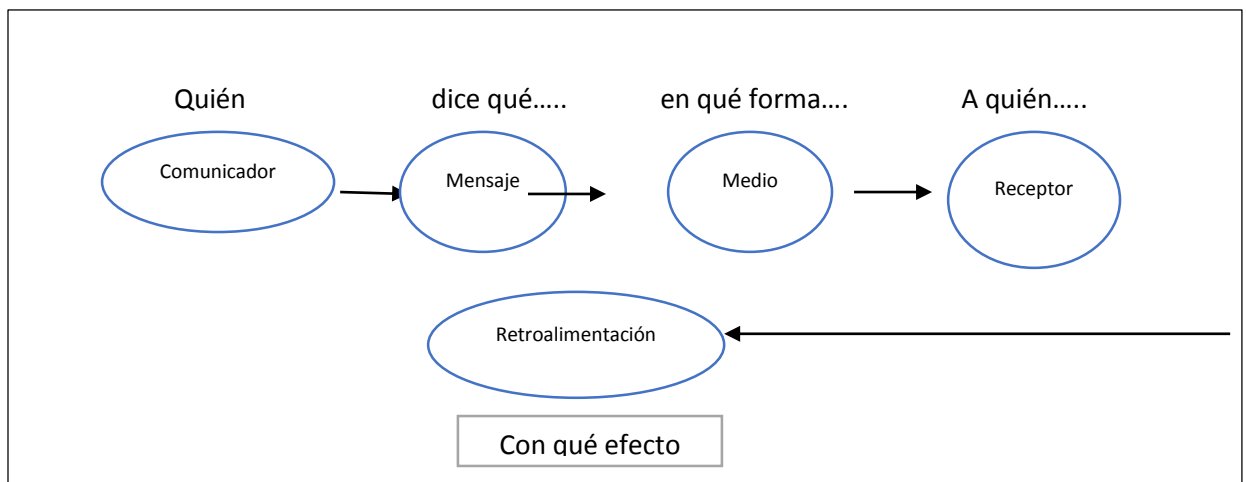 Quién dice qué..... en qué forma.... A quién.....
Comunicador Mensaje Medio Receptor
Retroalimentación
Con qué efecto